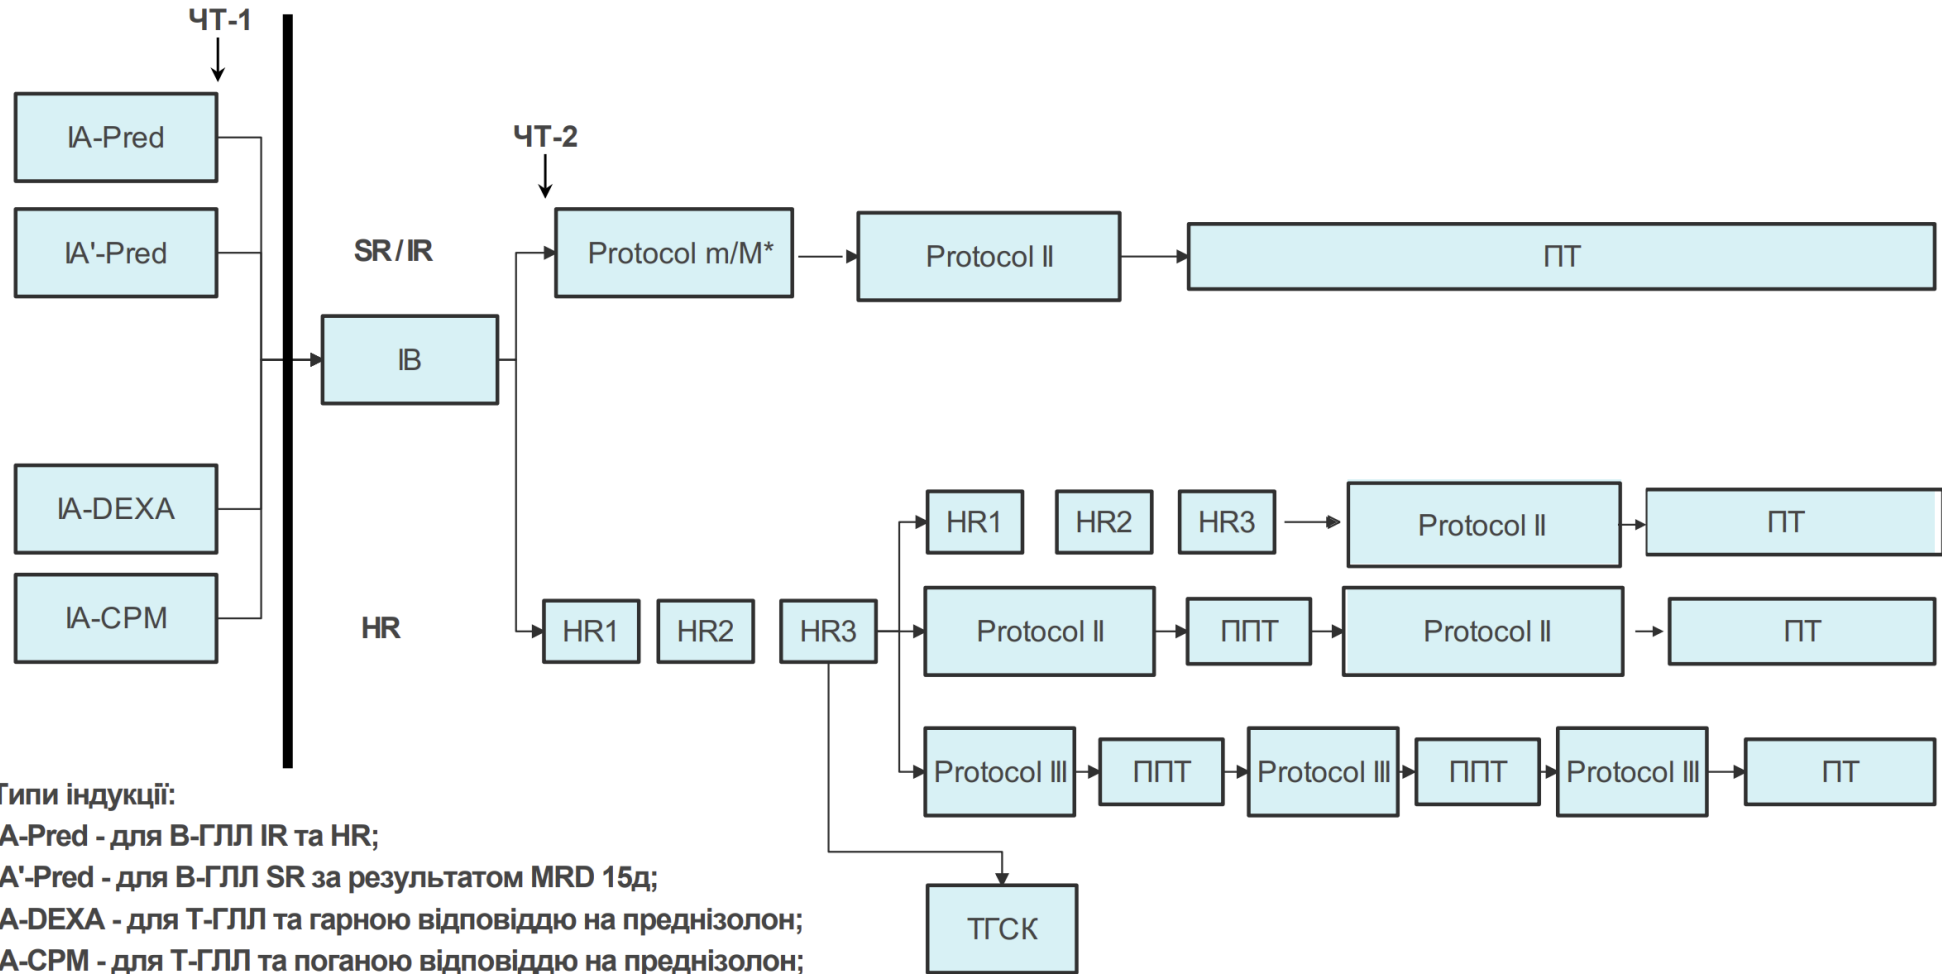 ЧТ-1
IA-Pred
ЧТ-2
IA'-Pred
SR / IR
Protocol m/M*
Protocol II
ПТ
IB
IA-DEXA
HR1
HR2
HR3
Protocol II
ПТ
IA-CPM
HR
HR1
HR2
HR3
Protocol II
ППТ
Protocol II
ПТ
Protocol III
ППТ
Protocol III
ППТ
Protocol III
ПТ
Типи індукції:
A-Pred - для В-ГЛЛ IR та HR;
A'-Pred - для В-ГЛЛ SR за результатом MRD 15д;
A-DEXA - для Т-ГЛЛ та гарною відповіддю на преднізолон;
A-CPM - для Т-ГЛЛ та поганою відповіддю на преднізолон;
ТГСК